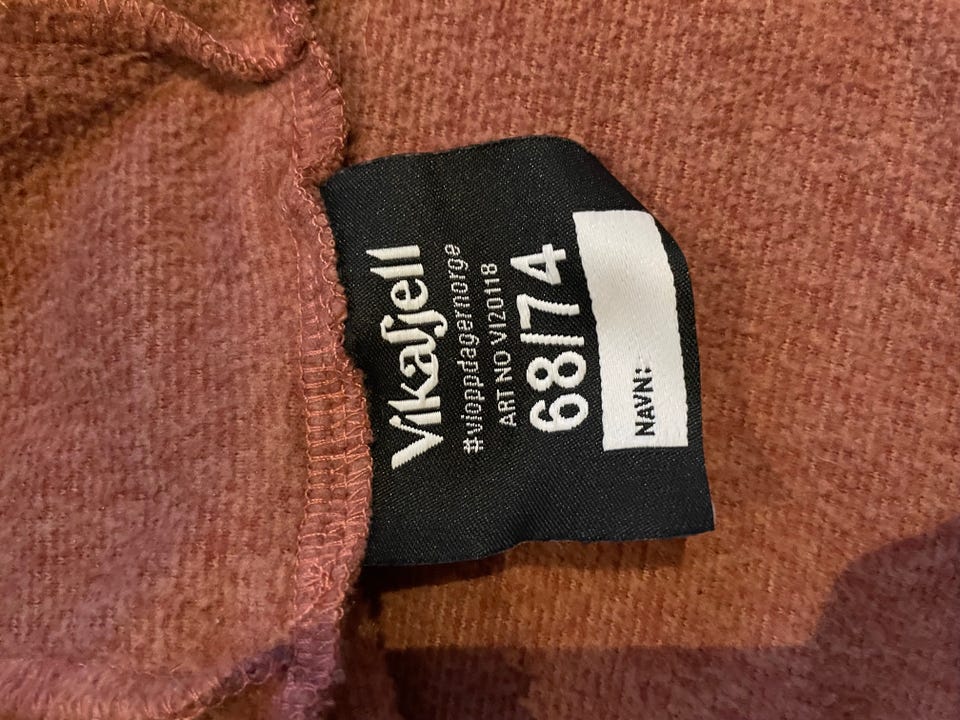 Vikafjell
#vioppdagernorge
ART NO VI20118
68/74
NAVN: